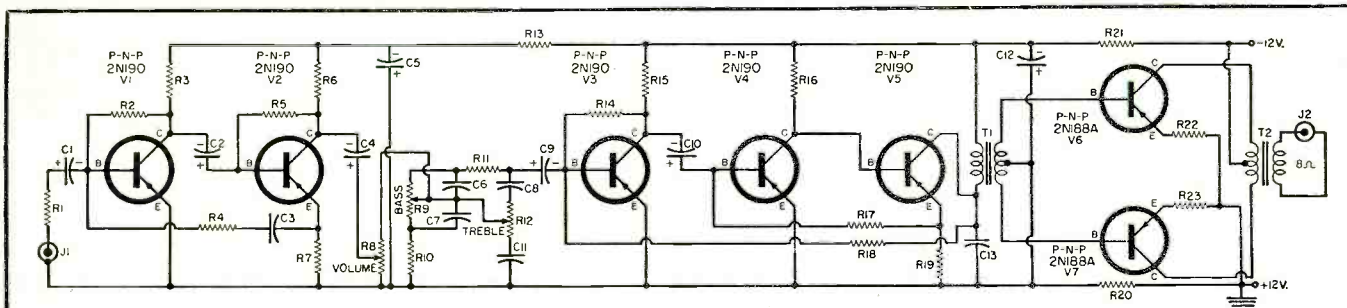 R13
R21
-12V.
P-N-P
2N190
V1
R3
P-N-P
2N190
V2
R6
C5
P-N-P
2N190
V3
R15
P-N-P
2N190
V4
R16
P-N-P
2N190
V5
C12
R2
R5
R14
C
B
E
P-N-P
2N188A
V6
R22
C1
C
B
E
C2
C
B
E
C4
R11
C9
C
B
E
C10
C
B
E
C
B
E
T1
T2
J2
8Ω
R1
C6
C8
BASS
R9
C7
TREBLE
R12
R4
C3
R17
R18
R23
J1
R7
R8
VOLUME
R10
C11
R19
C13
P-N-P
2N188A
V7
E
B
C
R20
+12V.